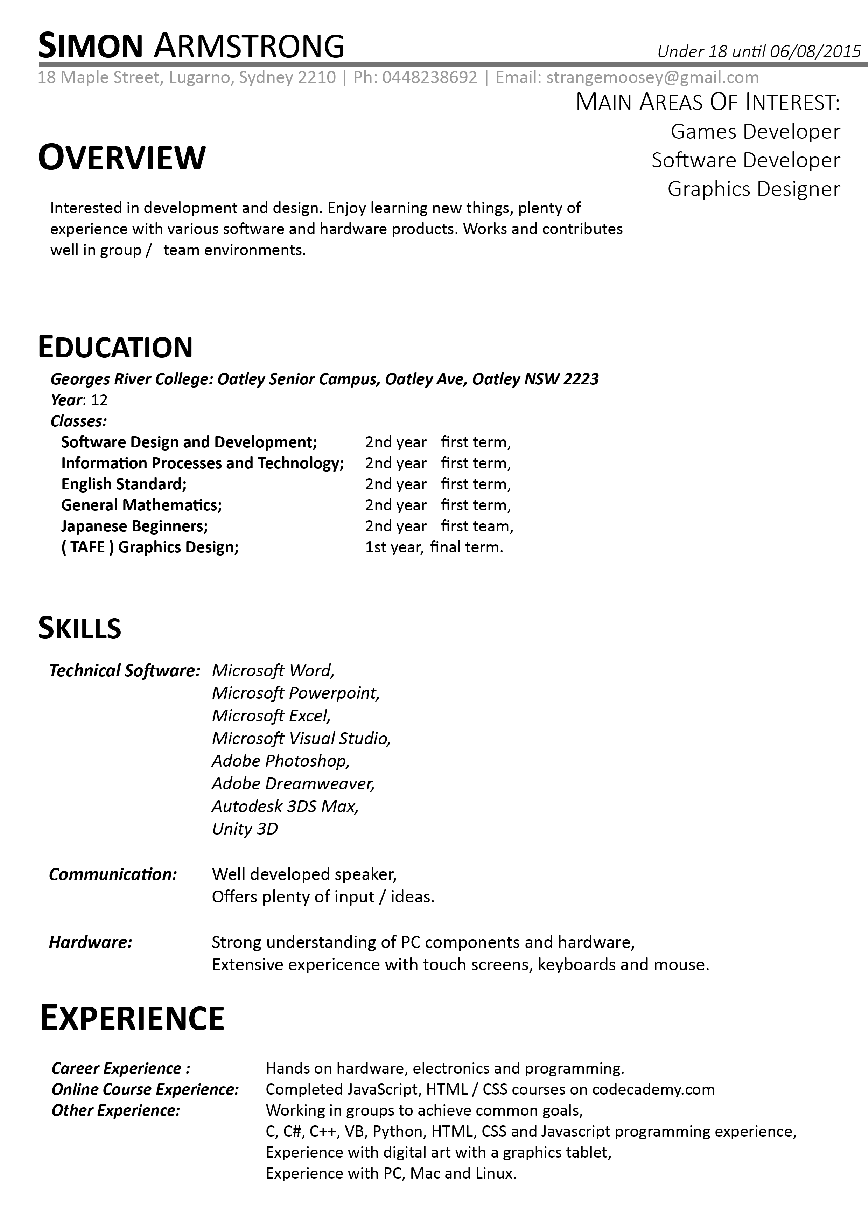 SIMON ARMSTRONG
Under 18 until 06/08/2015
18 Maple Street, Lugarno, Sydney 2210 | Ph: 0448238692 | Email: strangemoosey@gmail.com
MAIN AREAS OF INTEREST:
Games Developer
Software Developer
Graphics Designer
OVERVIEW
Interested in development and design. Enjoy learning new things, plenty of
experience with various software and hardware products. Works and contributes
well in group / team environments.
EDUCATION
Georges River College: Oatley Senior Campus, Oatley Ave, Oatley NSW 2223
Year: 12
Classes:
Software Design and Development; 2nd year first term,
Information Processes and Technology; 2nd year first term,
English Standard; 2nd year first term,
General Mathematics; 2nd year first term,
Japanese Beginners; 2nd year first team,
( TAFE ) Graphics Design; 1st year, final term.
SKILLS
Technical Software: Microsoft Word,
Microsoft Powerpoint,
Microsoft Excel,
Microsoft Visual Studio,
Adobe Photoshop,
Adobe Dreamweaver,
Autodesk 3DS Max,
Unity 3D
Communication: Well developed speaker,
Offers plenty of input / ideas.
Hardware: Strong understanding of PC components and hardware,
Extensive expericence with touch screens, keyboards and mouse.
EXPERIENCE
Career Experience : Hands on hardware, electronics and programming.
Online Course Experience: Completed JavaScript, HTML / CSS courses on codecademy.com
Other Experience: Working in groups to achieve common goals,
C, C#, C++, VB, Python, HTML, CSS and Javascript programming experience,
Experience with digital art with a graphics tablet,
Experience with PC, Mac and Linux.